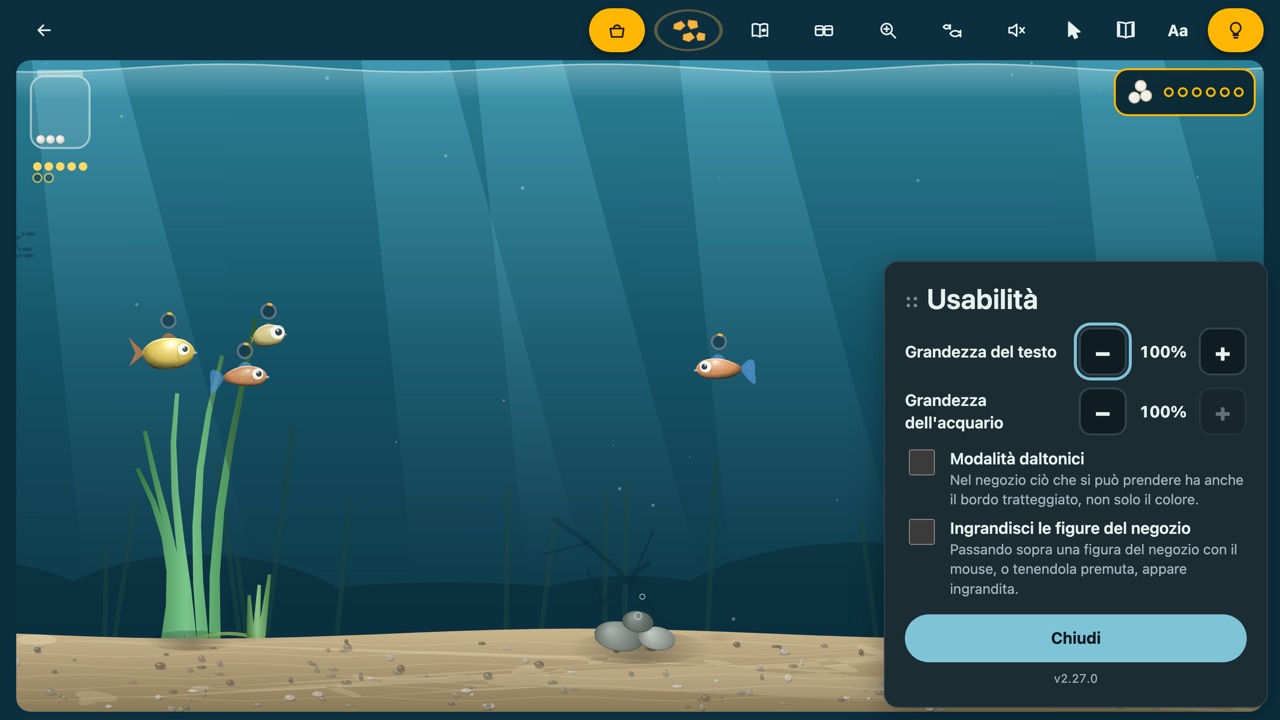 Aa
Usabilità
Grandezza del testo
− 100% +
Grandezza
dell'acquario
− 100% +
Modalità daltonici
Nel negozio ciò che si può prendere ha anche
il bordo tratteggiato, non solo il colore.
Ingrandisci le figure del negozio
Passando sopra una figura del negozio con il
mouse, o tenendola premuta, appare
ingrandita.
Chiudi
v2.27.0